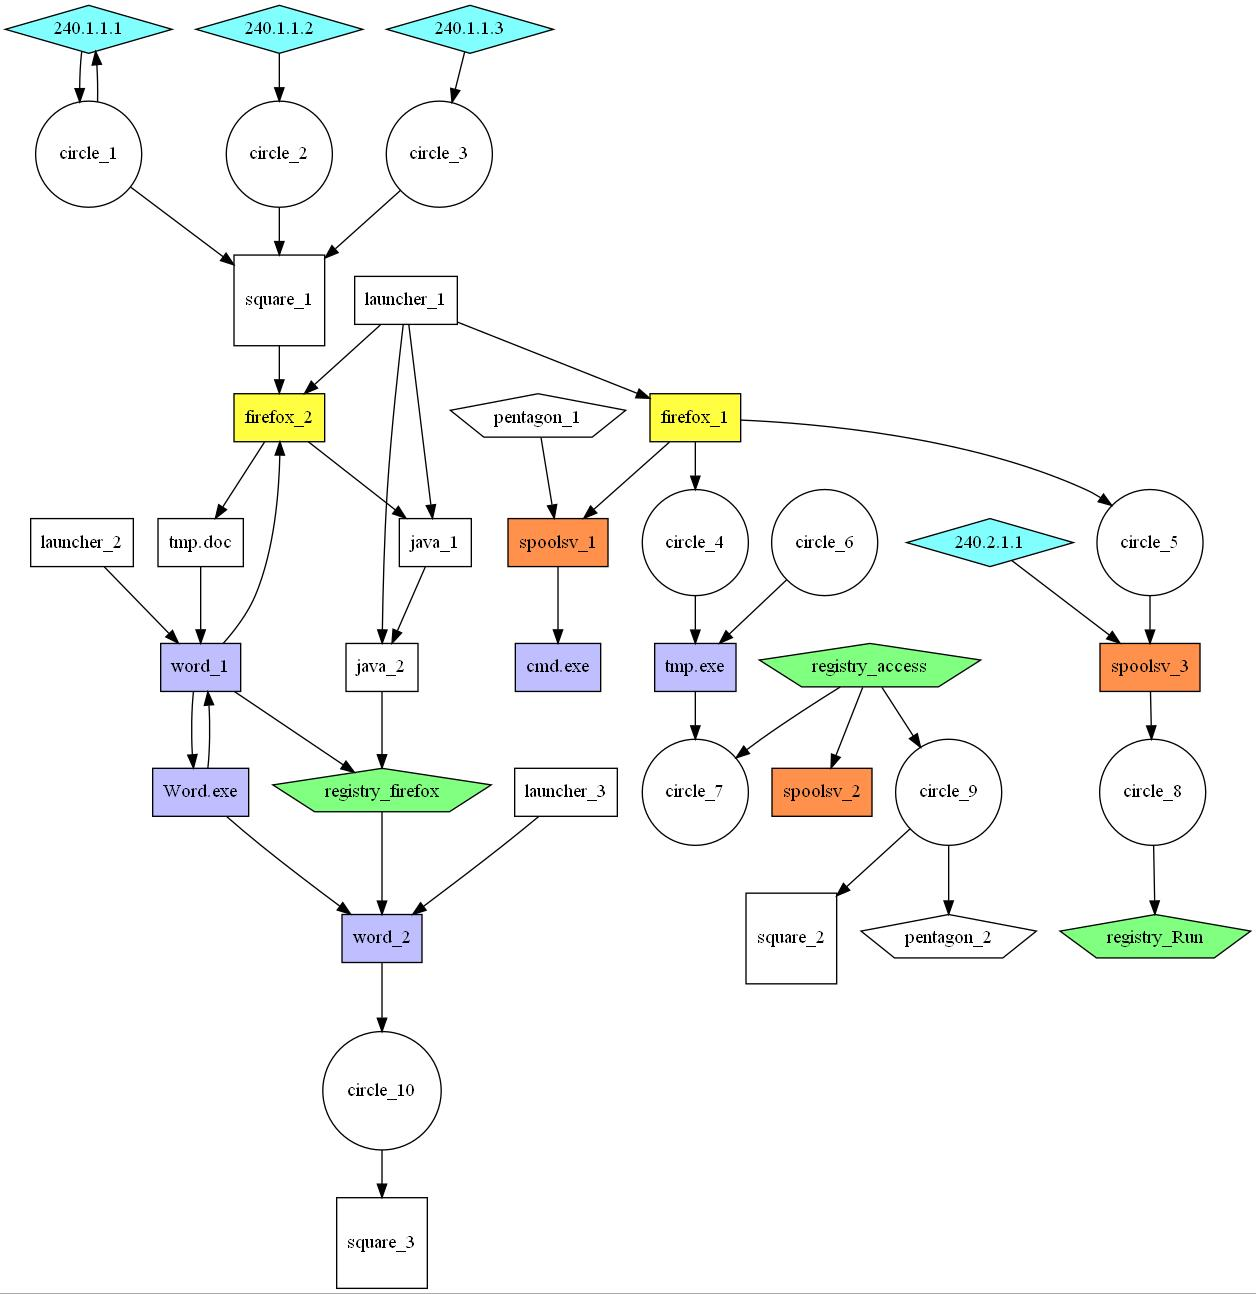 240.1.1.1
240.1.1.2
240.1.1.3
circle_1
circle_2
circle_3
square_1
launcher_1
firefox_2
pentagon_1
firefox_1
launcher_2
tmp.doc
java_1
spoolsv_1
circle_4
circle_6
240.2.1.1
circle_5
word_1
java_2
cmd.exe
tmp.exe
registry_access
spoolsv_3
Word.exe
registry_firefox
launcher_3
circle_7
spoolsv_2
circle_9
circle_8
word_2
square_2
pentagon_2
registry_Run
circle_10
square_3